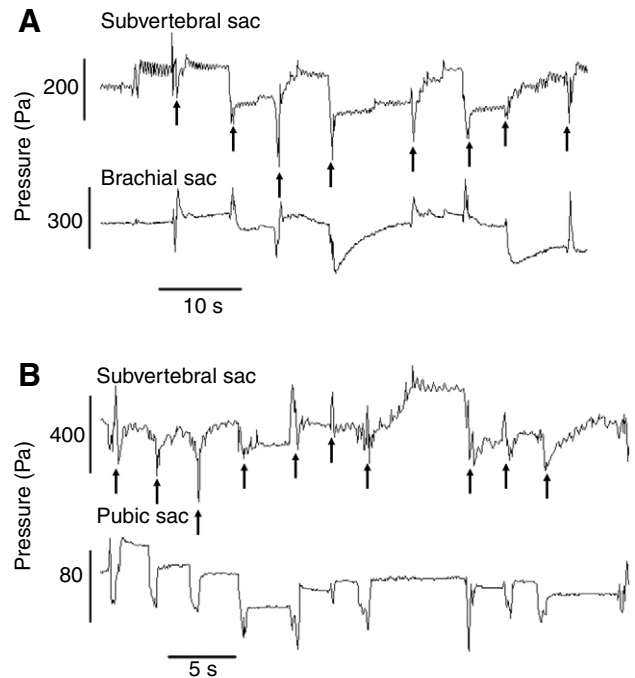 A
Subvertebral sac
200
Pressure (Pa)
Brachial sac
300
10 s
B
Subvertebral sac
400
Pressure (Pa)
Pubic sac
80
5 s